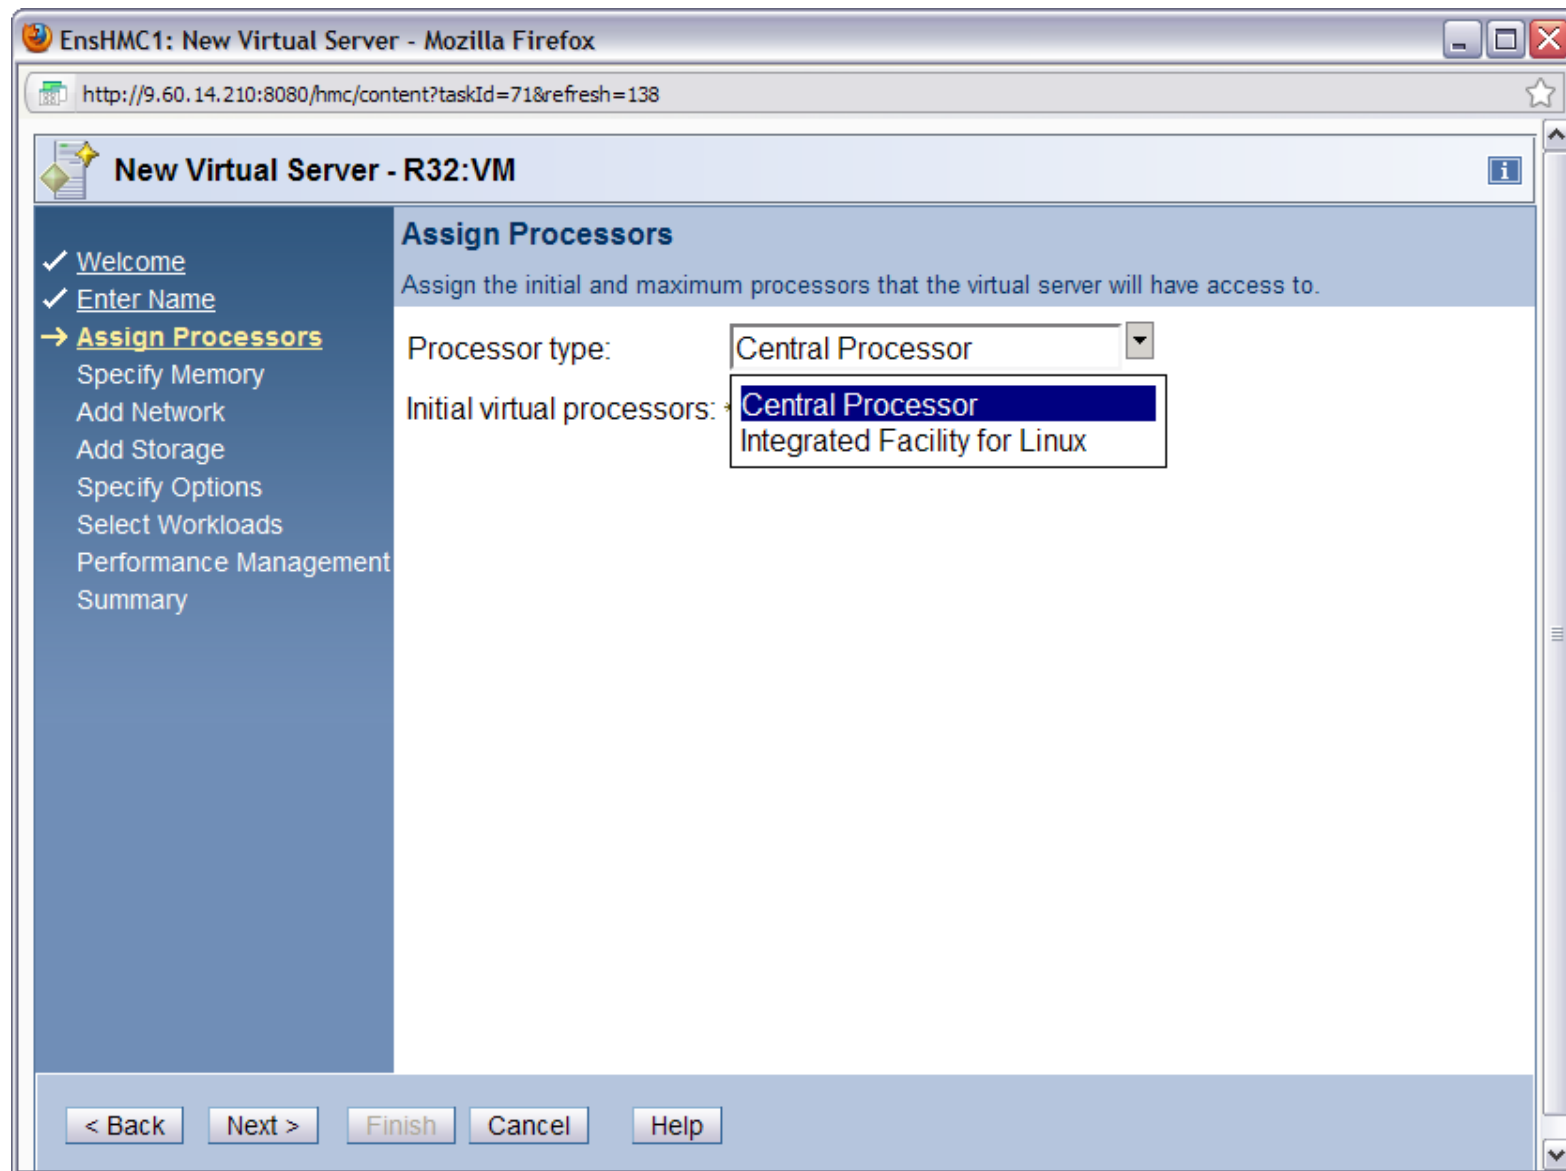 EnsHMC1: New Virtual Server - Mozilla Firefox
http://9.60.14.210:8080/hmc/content?taskId=71&refresh=138
New Virtual Server - R32:VM
i
Welcome
Enter Name
Assign Processors
Specify Memory
Add Network
Add Storage
Specify Options
Select Workloads
Performance Management
Summary
Assign Processors
Assign the initial and maximum processors that the virtual server will have access to.
Processor type: Central Processor
Initial virtual processors: *
Central Processor
Integrated Facility for Linux
< Back Next > Finish Cancel Help